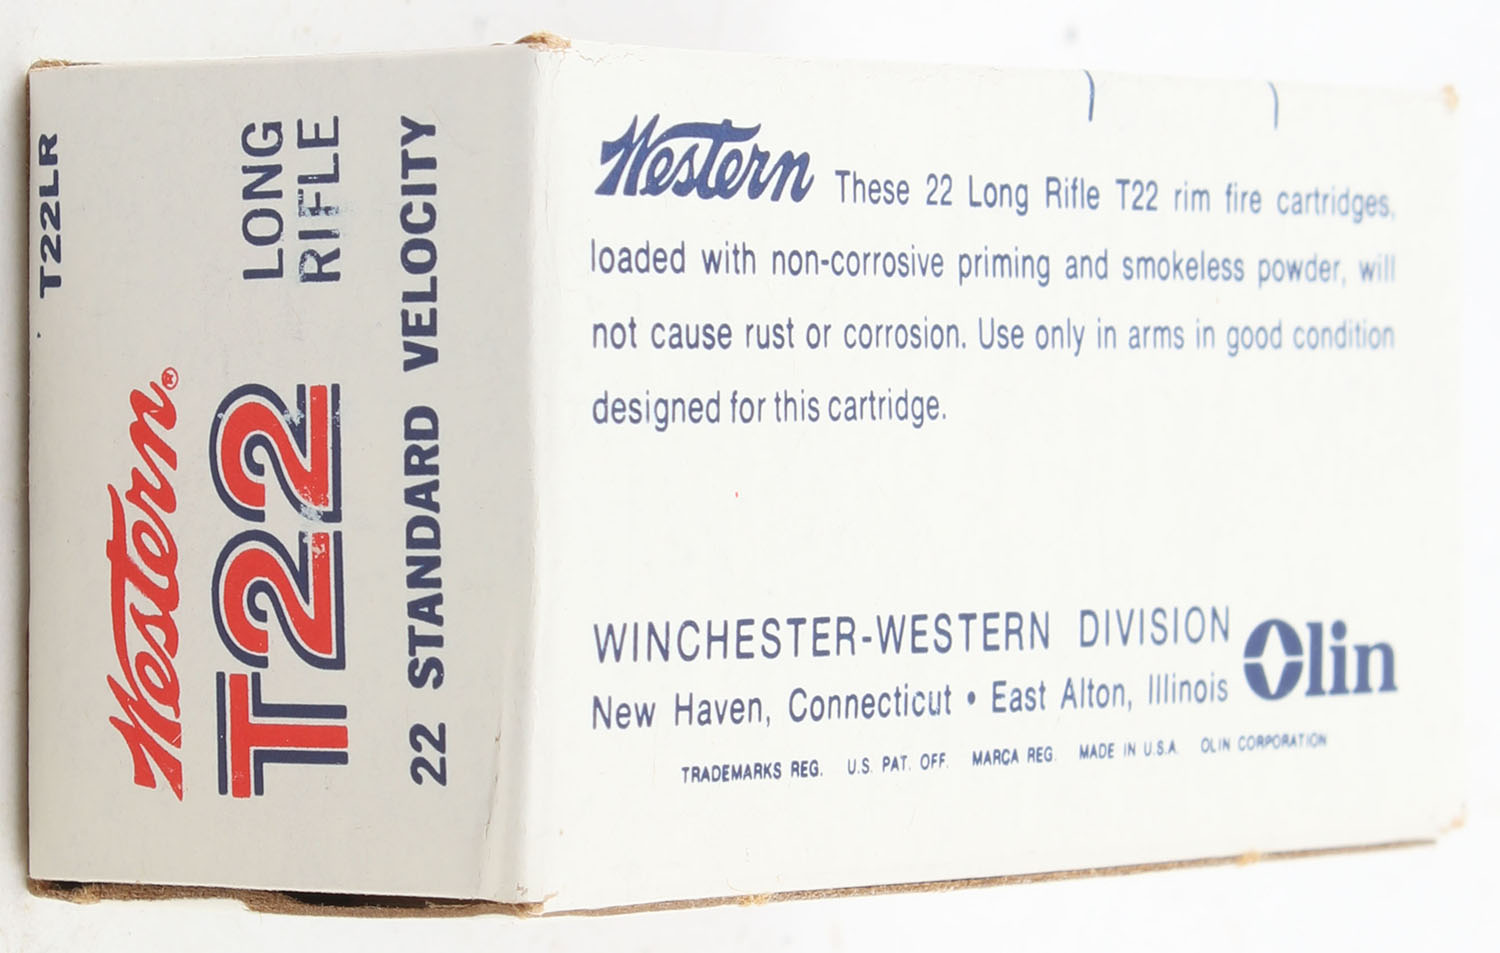 T22LR
Western®
T22 LONG RIFLE
22 STANDARD VELOCITY
Western These 22 Long Rifle T22 rim fire cartridges,
loaded with non-corrosive priming and smokeless powder, will
not cause rust or corrosion. Use only in arms in good condition
designed for this cartridge.
WINCHESTER-WESTERN DIVISION
New Haven, Connecticut • East Alton, Illinois
Olin
TRADEMARKS REG. U.S. PAT. OFF. MARCA REG. MADE IN U.S.A. OLIN CORPORATION